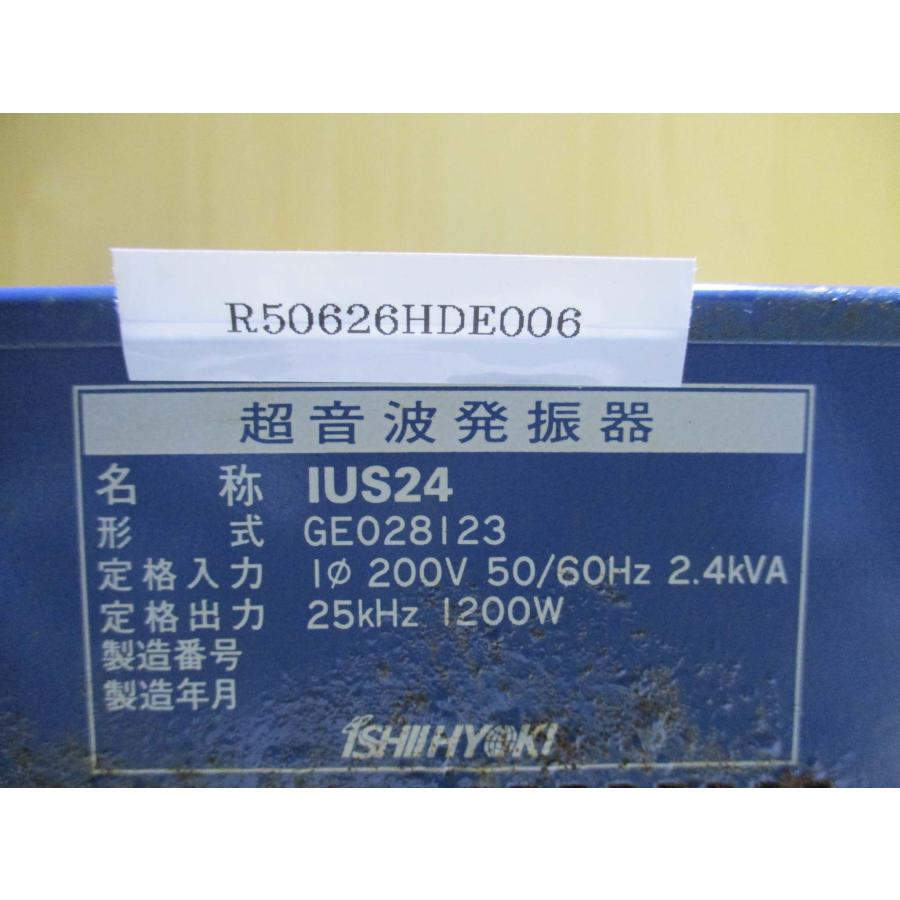 R50626HDE006
超音波発振器
名称 IUS24
形式 GE028123
定格入力 1φ 200V 50/60Hz 2.4kVA
定格出力 25kHz 1200W
製造番号
製造年月
ISHIIHYOKI